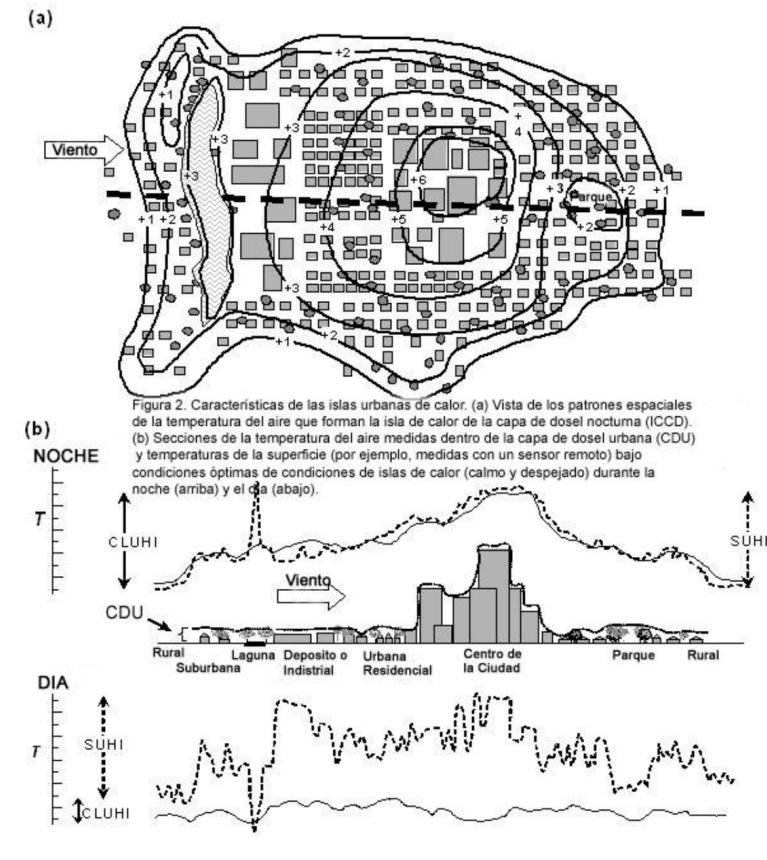 (a)
+2
+1
+
4
+3
+3
Viento
+3
+6
+3
+2
+1
Parque
+1
+2
+4
+5
+5
+2
+3
+2
+1
Figura 2. Características de las islas urbanas de calor. (a) Vista de los patrones espaciales
de la temperatura del aire que forman la isla de calor de la capa de dosel nocturna (ICCD).
(b) Secciones de la temperatura del aire medidas dentro de la capa de dosel urbana (CDU)
y temperaturas de la superficie (por ejemplo, medidas con un sensor remoto) bajo
condiciones óptimas de condiciones de islas de calor (calmo y despejado) durante la
noche (arriba) y el día (abajo).
(b)
NOCHE
T
CLUHI
SUHI
Viento
CDU
Rural
Suburbana
Laguna
Deposito o
Indistrial
Urbana
Residencial
Centro de
la Ciudad
Parque
Rural
DIA
T
SUHI
CLUHI